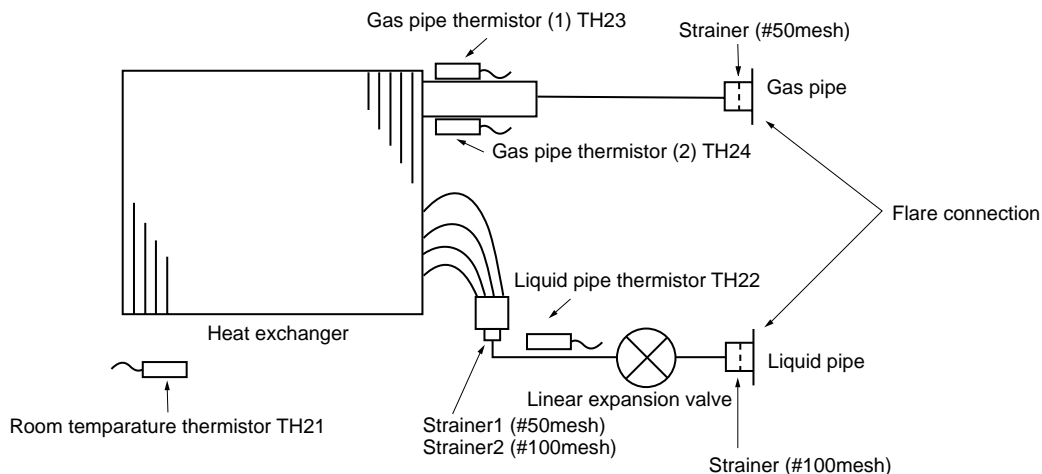 Gas pipe thermistor (1) TH23
Strainer (#50mesh)
Gas pipe
Gas pipe thermistor (2) TH24
Flare connection
Liquid pipe thermistor TH22
Heat exchanger
Liquid pipe
Linear expansion valve
Room temparature thermistor TH21
Strainer1 (#50mesh)
Strainer2 (#100mesh)
Strainer (#100mesh)